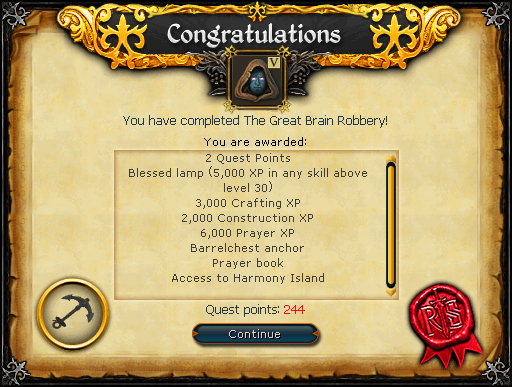 Congratulations
V
You have completed The Great Brain Robbery!
You are awarded:
2 Quest Points
Blessed lamp (5,000 XP in any skill above
level 30)
3,000 Crafting XP
2,000 Construction XP
6,000 Prayer XP
Barrelchest anchor
Prayer book
Access to Harmony Island
Quest points: 244
Continue
RS